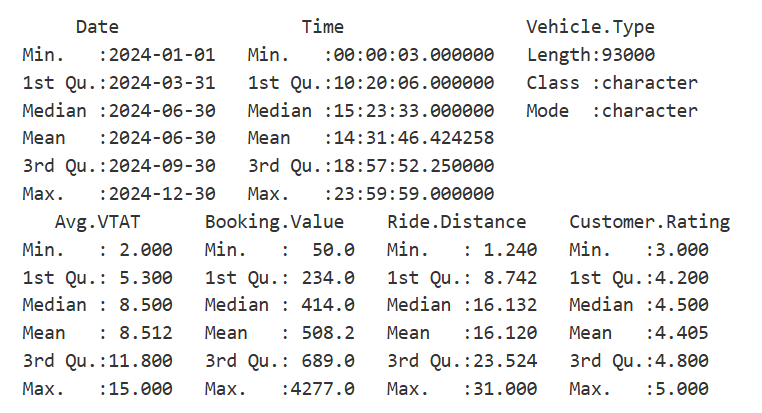 Date Time Vehicle.Type
Min. :2024-01-01 Min. :00:00:03.000000 Length:93000
1st Qu.:2024-03-31 1st Qu.:10:20:06.000000 Class :character
Median :2024-06-30 Median :15:23:33.000000 Mode :character
Mean :2024-06-30 Mean :14:31:46.424258
3rd Qu.:2024-09-30 3rd Qu.:18:57:52.250000
Max. :2024-12-30 Max. :23:59:59.000000
Avg.VTAT Booking.Value Ride.Distance Customer.Rating
Min. : 2.000 Min. : 50.0 Min. : 1.240 Min. :3.000
1st Qu.: 5.300 1st Qu.: 234.0 1st Qu.: 8.742 1st Qu.:4.200
Median : 8.500 Median : 414.0 Median :16.132 Median :4.500
Mean : 8.512 Mean : 508.2 Mean :16.120 Mean :4.405
3rd Qu.:11.800 3rd Qu.: 689.0 3rd Qu.:23.524 3rd Qu.:4.800
Max. :15.000 Max. :4277.0 Max. :31.000 Max. :5.000